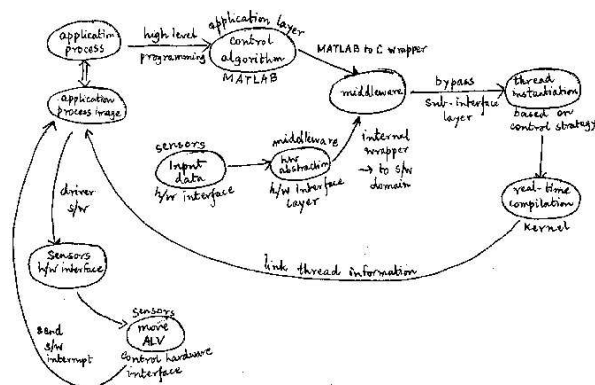 application
process
high level
programming
application layer
control
algorithm
MATLAB
MATLAB to C wrapper
middleware
bypass
Sub-interface
layer
thread
instantiation
based on
control strategy
application
process image
sensors
Input
data
h/w interface
middleware
h/w
abstraction
h/w Interface
Layer
internal
wrapper
→ to S/W
domain
real-time
compilation
Kernel
driver
S/W
link thread information
Sensors
h/w interface
Sensors
move
ALV
control hardware
interface
send
S/W
interrupt